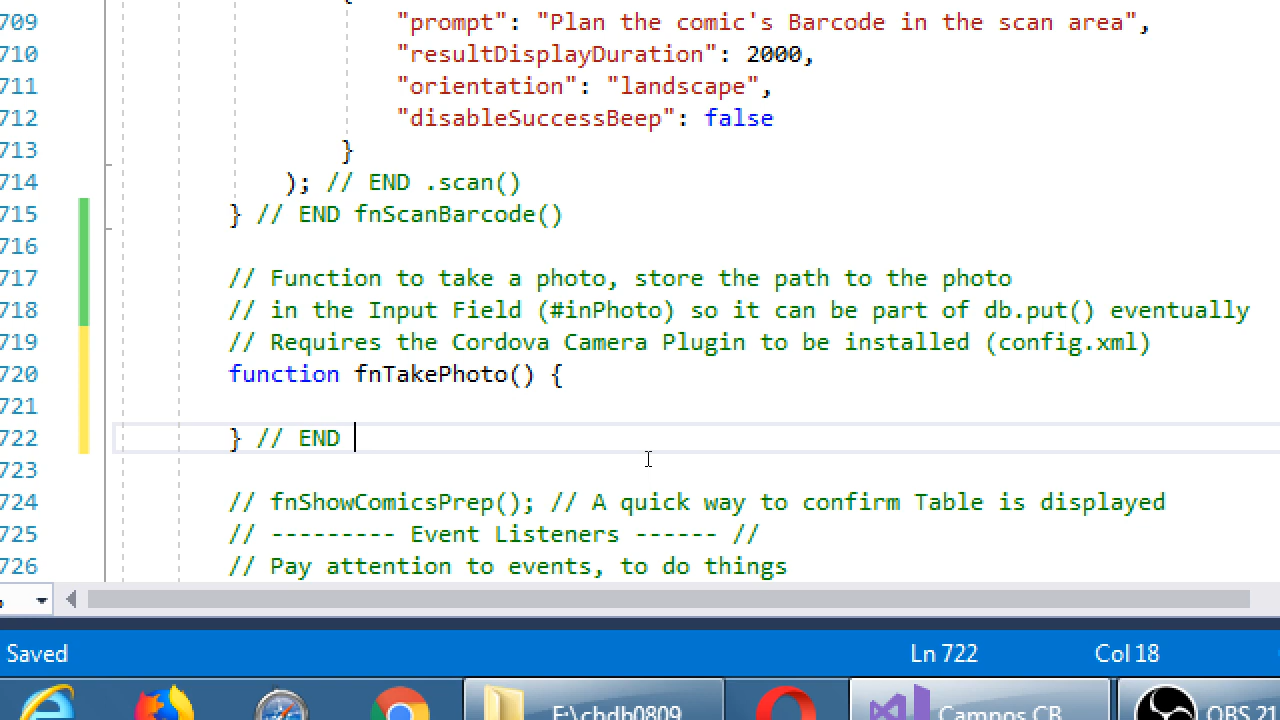 709 "prompt": "Plan the comic's Barcode in the scan area",
710 "resultDisplayDuration": 2000,
711 "orientation": "landscape",
712 "disableSuccessBeep": false
713 }
714 ); // END .scan()
715 } // END fnScanBarcode()
716
717 // Function to take a photo, store the path to the photo
718 // in the Input Field (#inPhoto) so it can be part of db.put() eventually
719 // Requires the Cordova Camera Plugin to be installed (config.xml)
720 function fnTakePhoto() {
721
722 } // END
723
724 // fnShowComicsPrep(); // A quick way to confirm Table is displayed
725 // --------- Event Listeners ------ //
726 // Pay attention to events, to do things
Saved Ln 722 Col 18
F:\cbdb0809 Campos CB OBS 21